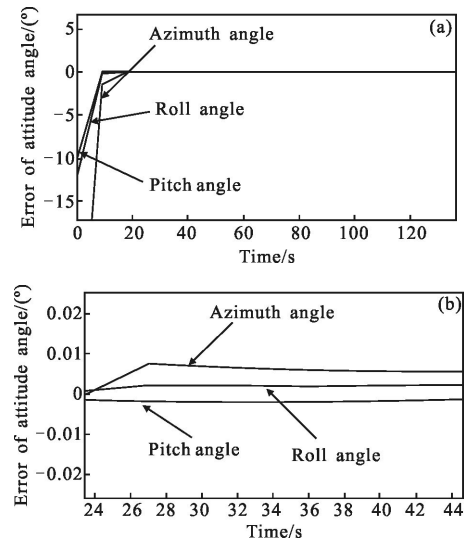 (a)
Azimuth angle
Roll angle
Pitch angle
Error of attitude angle/(º)
5
0
−5
−10
−15
0 20 40 60 80 100 120
Time/s
(b)
Azimuth angle
Pitch angle
Roll angle
Error of attitude angle/(º)
0.02
0.01
0
−0.01
−0.02
24 26 28 30 32 34 36 38 40 42 44
Time/s